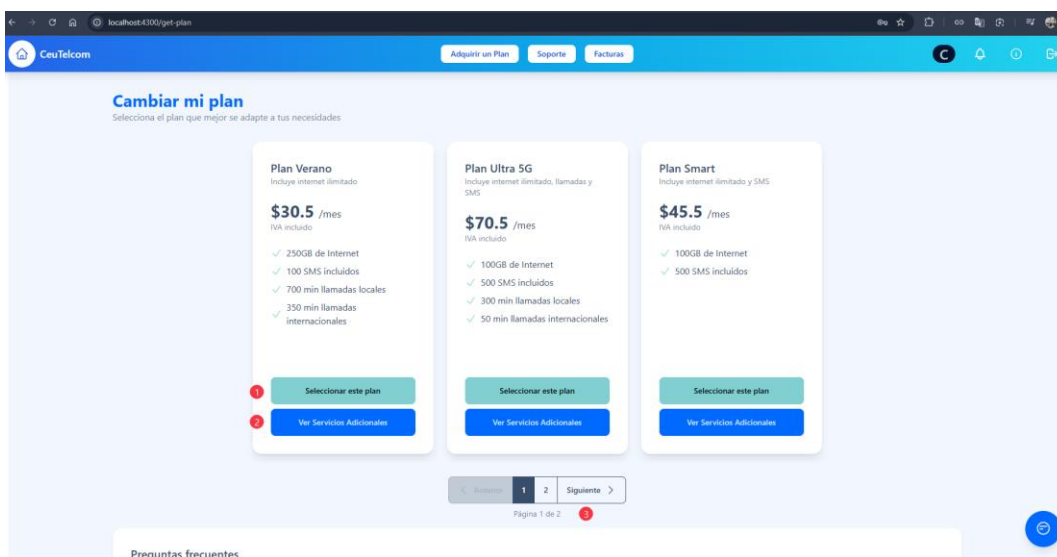 localhost:4300/get-plan
CeuTelcom
Adquirir un Plan
Soporte
Facturas
C
Cambiar mi plan
Selecciona el plan que mejor se adapte a tus necesidades
Plan Verano
Incluye internet ilimitado
$30.5 /mes
IVA incluido
250GB de Internet
100 SMS incluidos
700 min llamadas locales
350 min llamadas
internacionales
1
Seleccionar este plan
2
Ver Servicios Adicionales
Plan Ultra 5G
Incluye internet ilimitado, llamadas y
SMS
$70.5 /mes
IVA incluido
100GB de Internet
500 SMS incluidos
300 min llamadas locales
50 min llamadas internacionales
Seleccionar este plan
Ver Servicios Adicionales
Plan Smart
Incluye internet ilimitado y SMS
$45.5 /mes
IVA incluido
100GB de Internet
500 SMS incluidos
Seleccionar este plan
Ver Servicios Adicionales
Anterior
1
2
Siguiente
Página 1 de 2
3
Preguntas frecuentes